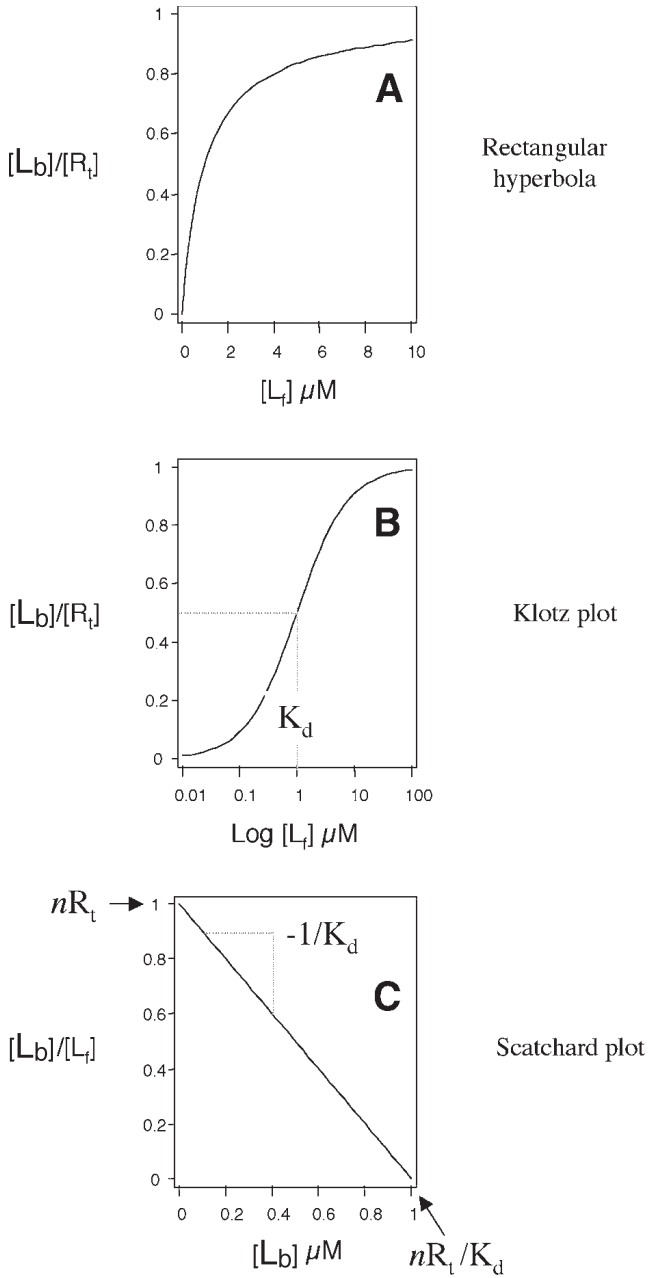 1
0.8
A
0.6
[Lb]/[Rt]
Rectangular
hyperbola
0.4
0.2
0
0 2 4 6 8 10
[Lf] µM
1
0.8
B
0.6
[Lb]/[Rt]
Klotz plot
0.4
0.2
Kd
0
0.01 0.1 1 10 100
Log [Lf] µM
nRt
1
-1/Kd
0.8
C
0.6
[Lb]/[Lf]
Scatchard plot
0.4
0.2
0
0 0.2 0.4 0.6 0.8 1
[Lb] µM
nRt/Kd